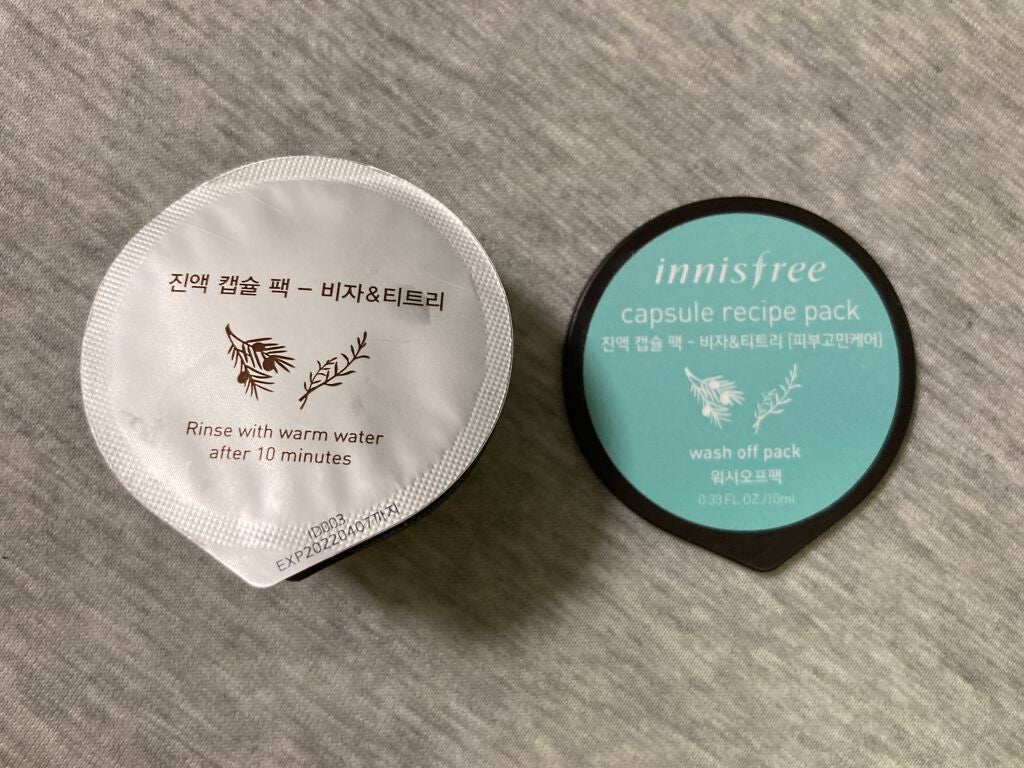 진액 캡슐 팩 – 비자&티트리
Rinse with warm water
after 10 minutes
IDD03
EXP20220407까지
innisfree
capsule recipe pack
진액 캡슐 팩 - 비자&티트리 [피부고민케어]
wash off pack
워시오프팩
0.33 FL.OZ./10ml